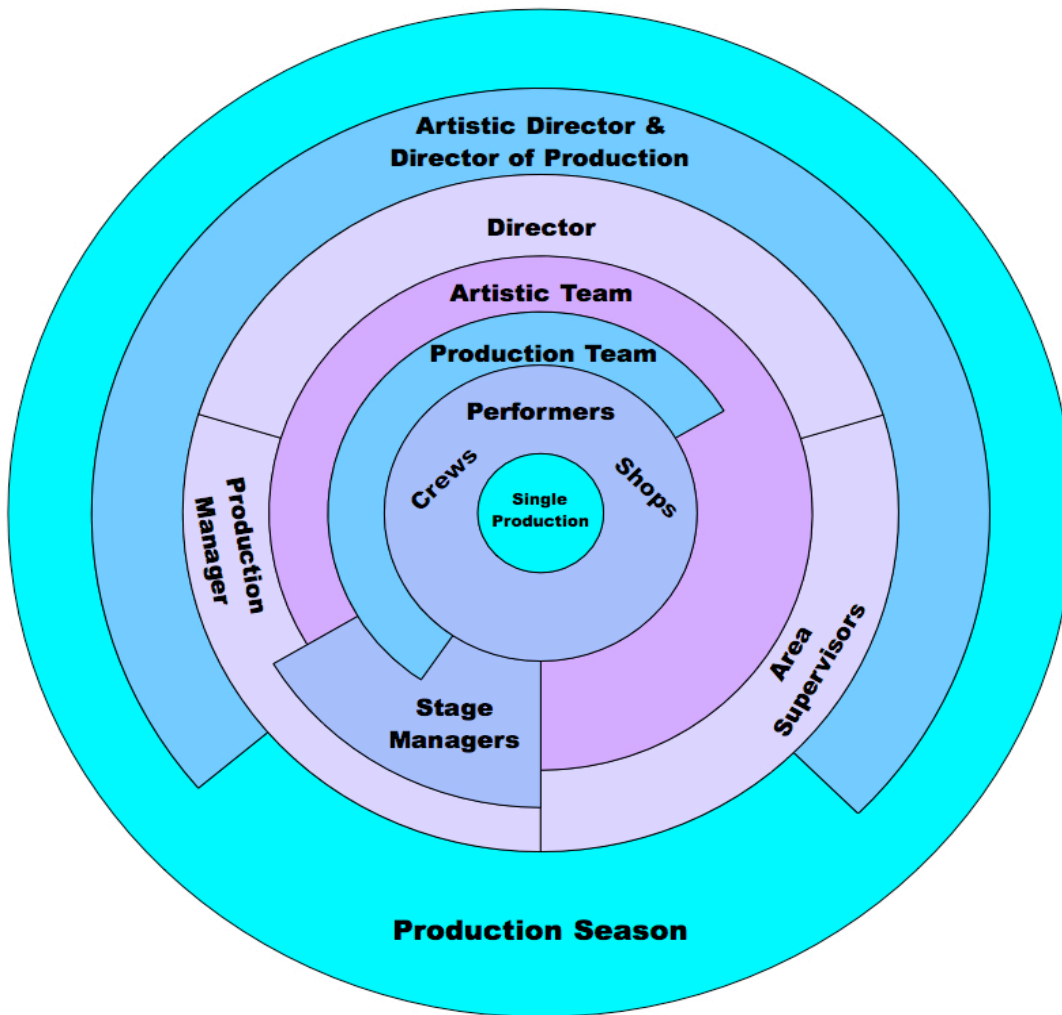 Artistic Director &
Director of Production
Director
Artistic Team
Production Team
Performers
Crews
Shops
Single
Production
Production
Manager
Area
Supervisors
Stage
Managers
Production Season